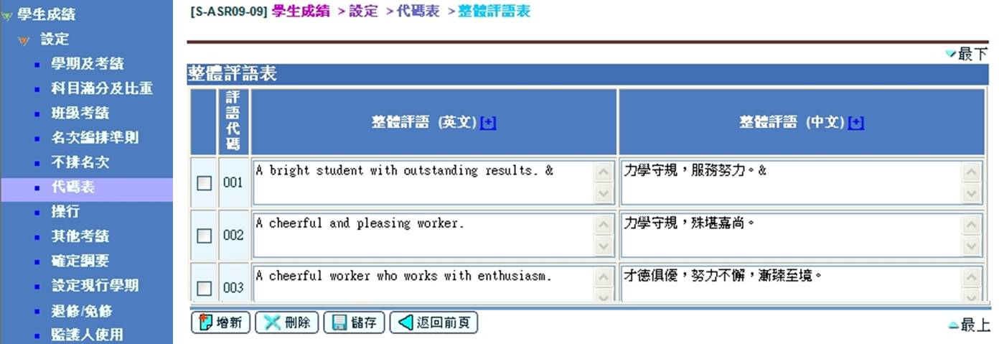 學生成績
設定
學期及考績
科目滿分及比重
班級考績
名次編排準則
不排名次
代碼表
操行
其他考績
確定綱要
設定現行學期
退修/免修
監護人使用
[S-ASR09-09] 學生成績 > 設定 > 代碼表 > 整體評語表
最下
整體評語表
評語代碼 整體評語 (英文) [+] 整體評語 (中文) [+]
001 A bright student with outstanding results. & 力學守規，服務努力。&
002 A cheerful and pleasing worker. 力學守規，殊堪嘉尚。
003 A cheerful worker who works with enthusiasm. 才德俱優，努力不懈，漸臻至境。
增新 刪除 儲存 返回前頁
最上